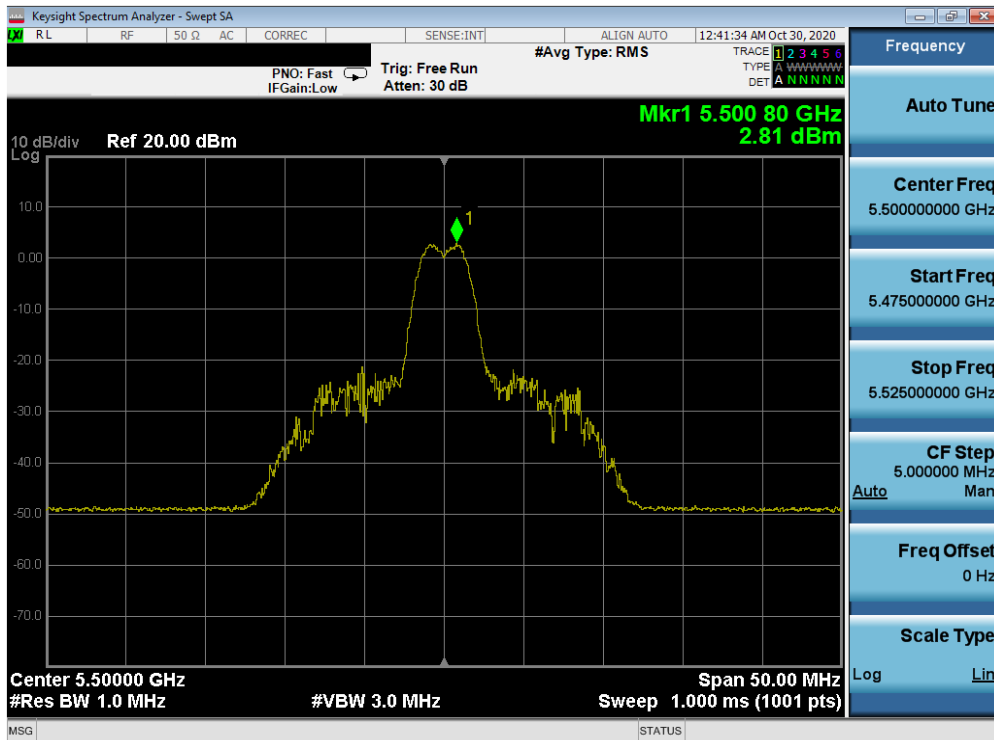 Keysight Spectrum Analyzer - Swept SA
LXI RL RF 50 Ω AC CORREC SENSE:INT ALIGN AUTO 12:41:34 AM Oct 30, 2020
PNO: Fast Trig: Free Run #Avg Type: RMS TRACE 1 2 3 4 5 6
IFGain:Low Atten: 30 dB TYPE A WWWWW
DET A N N N N N
Mkr1 5.500 80 GHz
2.81 dBm
10 dB/div Ref 20.00 dBm
Log
1
10.0
0.00
-10.0
-20.0
-30.0
-40.0
-50.0
-60.0
-70.0
Center 5.50000 GHz Span 50.00 MHz
#Res BW 1.0 MHz #VBW 3.0 MHz Sweep 1.000 ms (1001 pts)
MSG STATUS
Frequency
Auto Tune
Center Freq
5.500000000 GHz
Start Freq
5.475000000 GHz
Stop Freq
5.525000000 GHz
CF Step
5.000000 MHz
Auto Man
Freq Offset
0 Hz
Scale Type
Log Lin